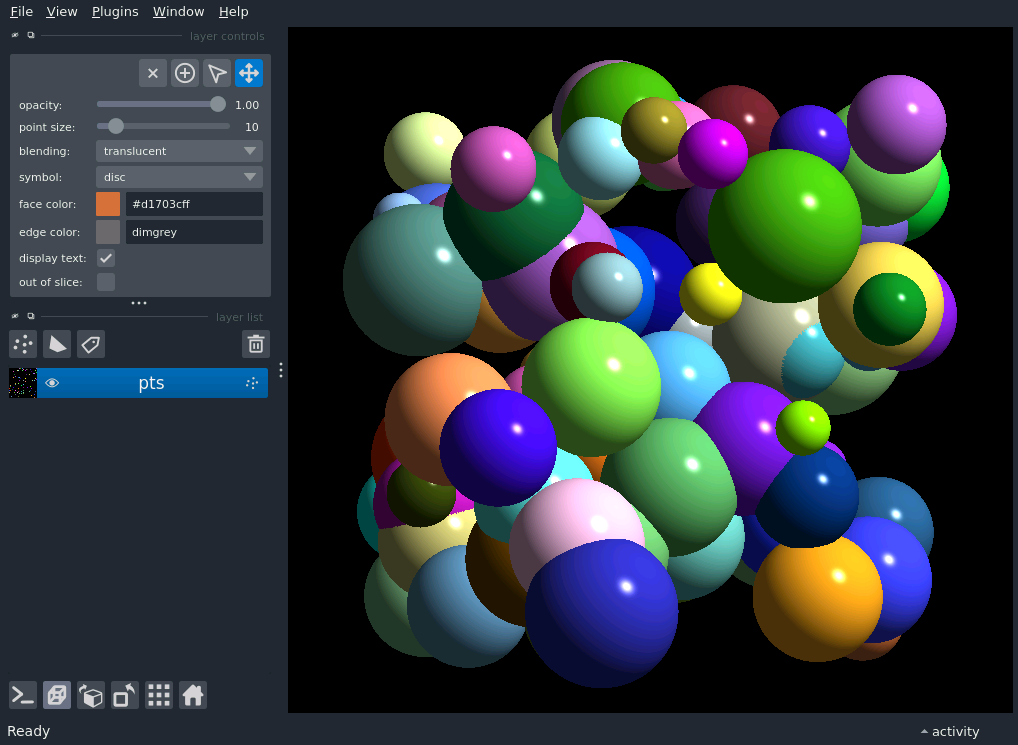 File View Plugins Window Help
layer controls
opacity: 1.00
point size: 10
blending: translucent
symbol: disc
face color: #d1703cff
edge color: dimgrey
display text:
out of slice:
layer list
pts
Ready
activity